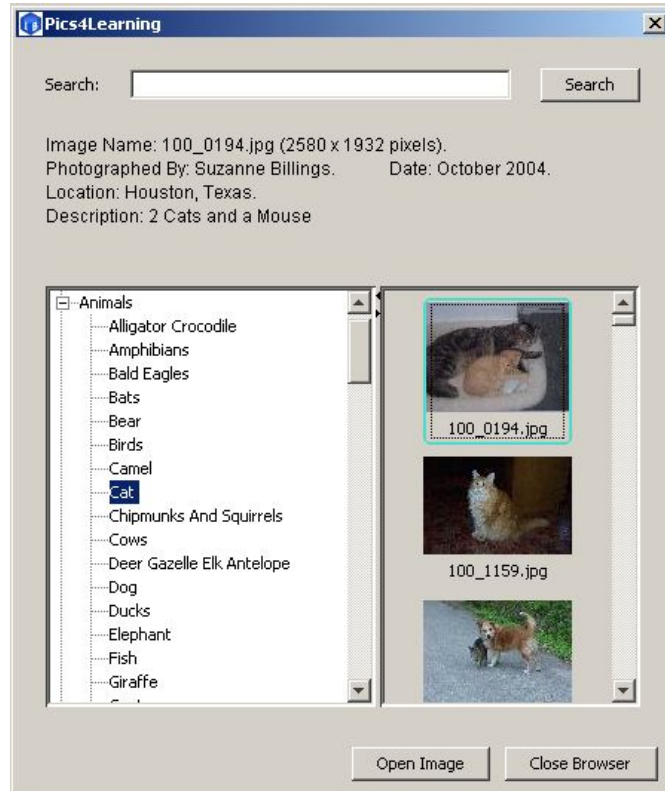 Pics4Learning
Search:
Search
Image Name: 100_0194.jpg (2580 x 1932 pixels).
Photographed By: Suzanne Billings. Date: October 2004.
Location: Houston, Texas.
Description: 2 Cats and a Mouse
Animals
Alligator Crocodile
Amphibians
Bald Eagles
Bats
Bear
Birds
Camel
Cat
Chipmunks And Squirrels
Cows
Deer Gazelle Elk Antelope
Dog
Ducks
Elephant
Fish
Giraffe
100_0194.jpg
100_1159.jpg
Open Image
Close Browser